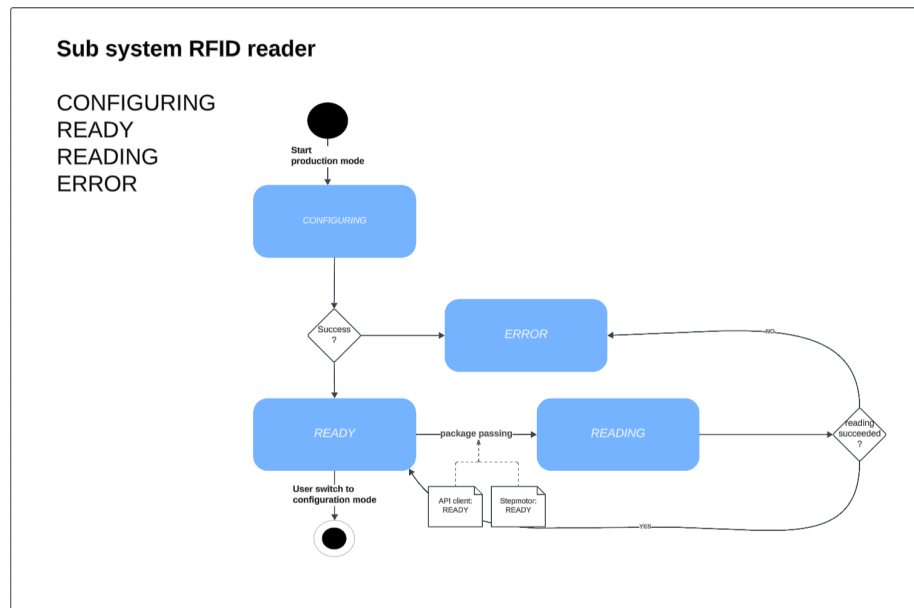 Sub system RFID reader
CONFIGURING
READY
READING
ERROR
Start
production mode
CONFIGURING
Success
?
ERROR
NO
READY
package passing
READING
reading
succeeded
?
User switch to
configuration mode
API client:
READY
Stepmotor:
READY
YES